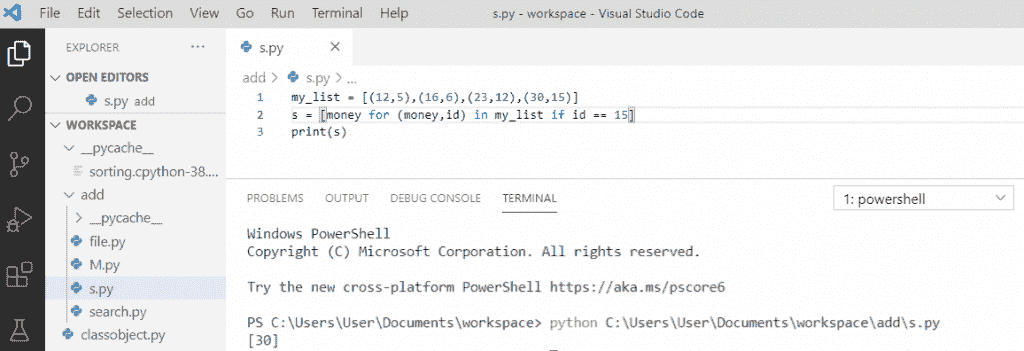 File Edit Selection View Go Run Terminal Help s.py - workspace - Visual Studio Code
EXPLORER ...
OPEN EDITORS
s.py add
WORKSPACE
__pycache__
sorting.cpython-38....
add
__pycache__
file.py
M.py
s.py
search.py
classobject.py
s.py ×
add > s.py > ...
1 my_list = [(12,5),(16,6),(23,12),(30,15)]
2 s = [money for (money,id) in my_list if id == 15]
3 print(s)
PROBLEMS OUTPUT DEBUG CONSOLE TERMINAL 1: powershell
Windows PowerShell
Copyright (C) Microsoft Corporation. All rights reserved.
Try the new cross-platform PowerShell https://aka.ms/pscore6
PS C:\Users\User\Documents\workspace> python C:\Users\User\Documents\workspace\add\s.py
[30]